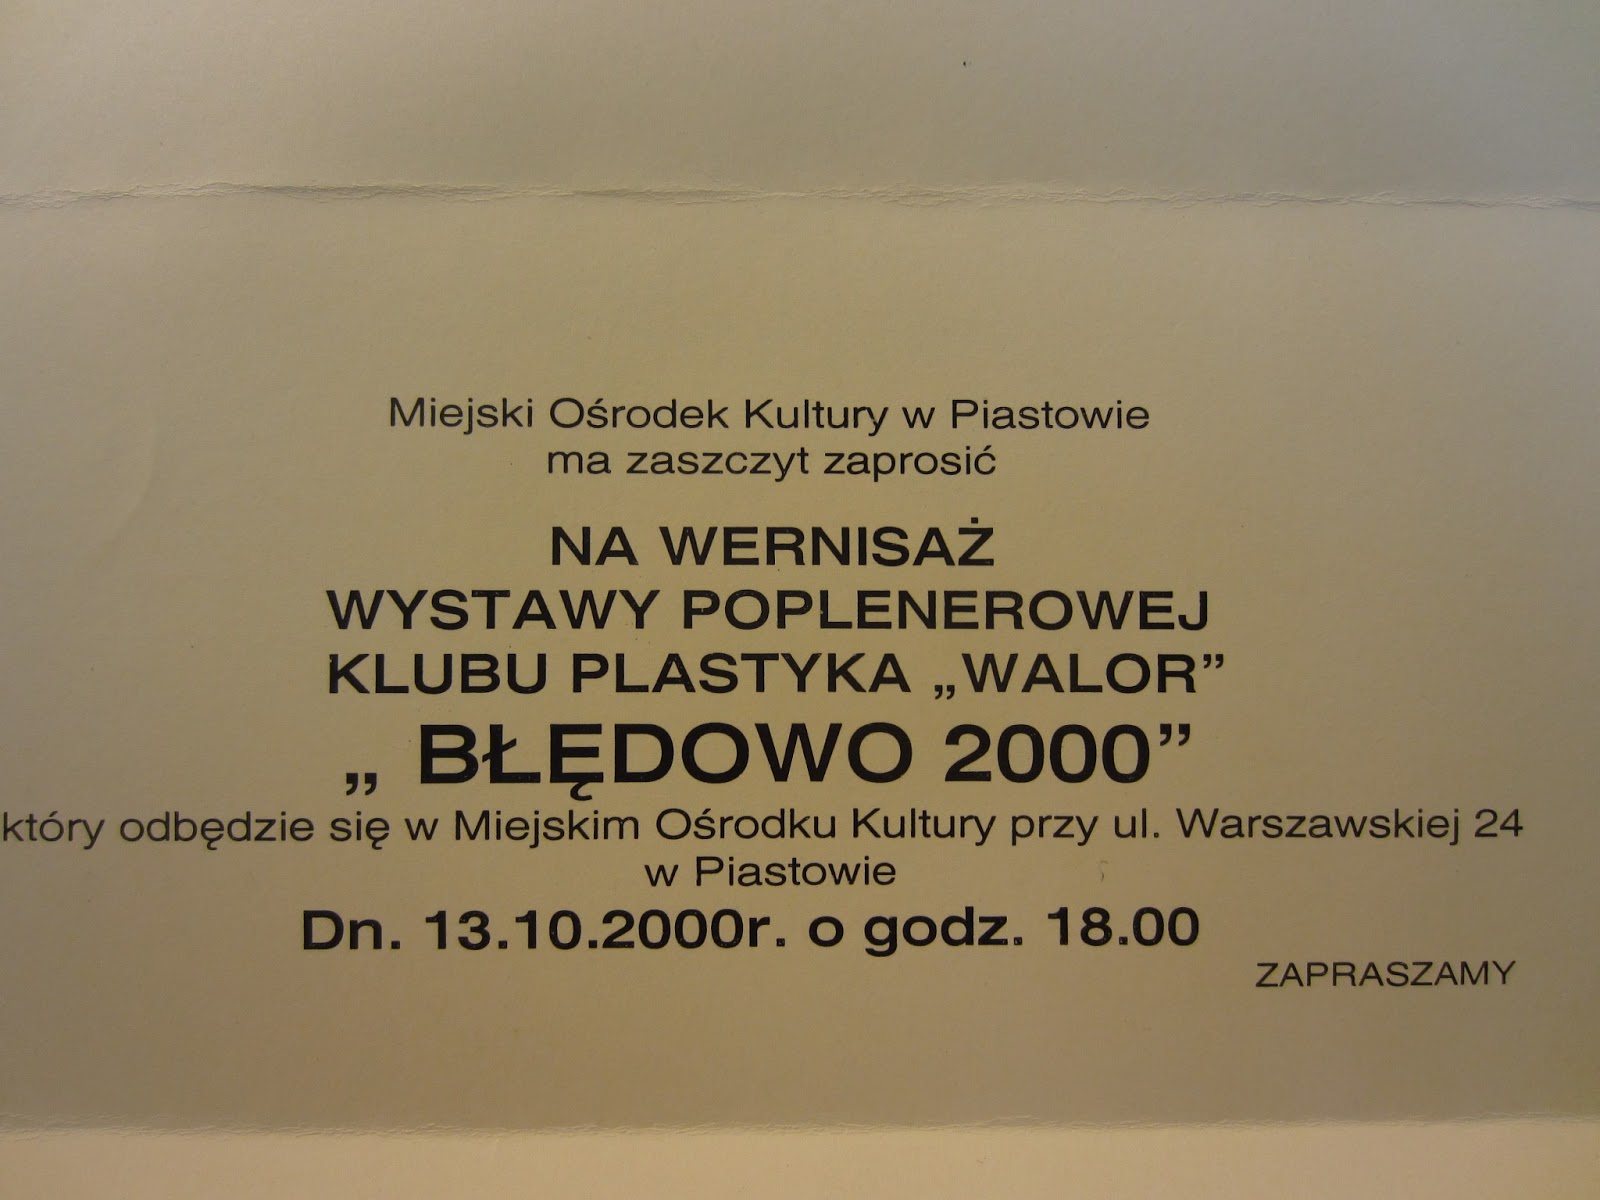 Miejski Ośrodek Kultury w Piastowie
ma zaszczyt zaprosić
NA WERNISAŻ
WYSTAWY POPLENEROWEJ
KLUBU PLASTYKA „WALOR”
„ BŁĘDOWO 2000”
który odbędzie się w Miejskim Ośrodku Kultury przy ul. Warszawskiej 24
w Piastowie
Dn. 13.10.2000r. o godz. 18.00
ZAPRASZAMY